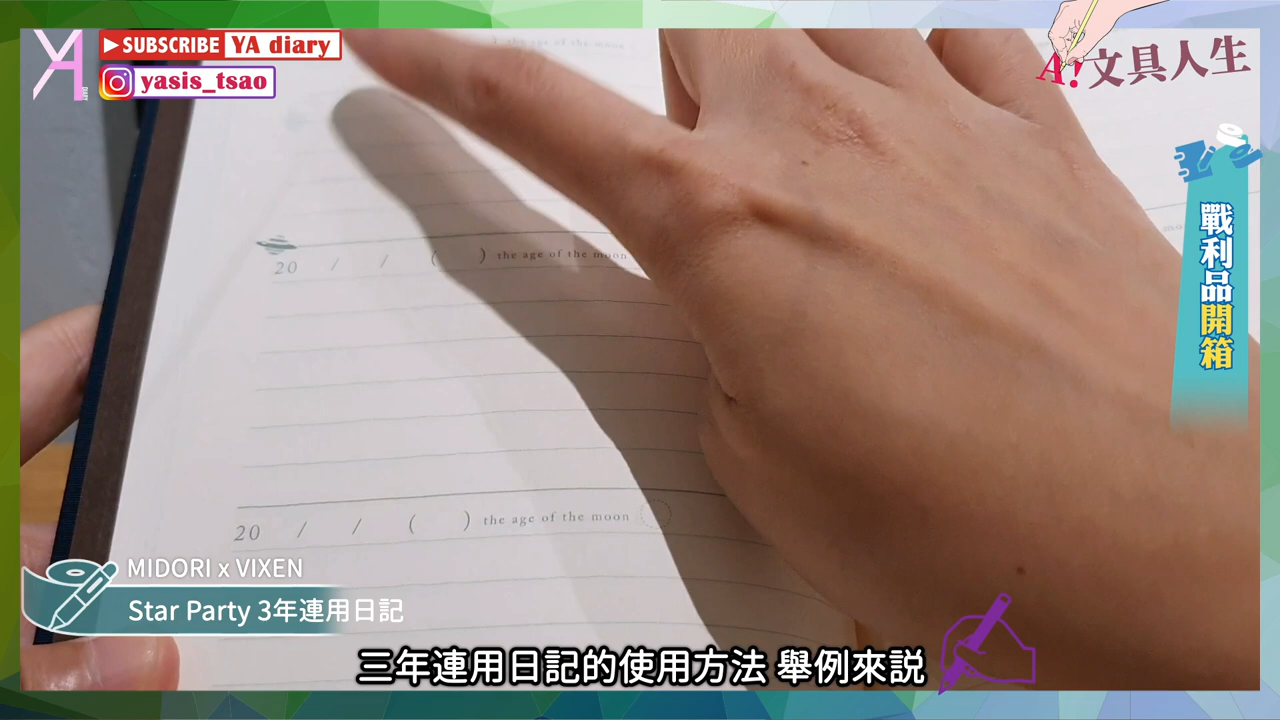 SUBSCRIBE YA diary
yasis_tsao
YA
DIARY
A!文具人生
戰利品開箱
the age of the moon
20 / / ( ) the age of the moon
20 / / ( ) the age of the moon
MIDORI x VIXEN
Star Party 3年連用日記
三年連用日記的使用方法 舉例來説